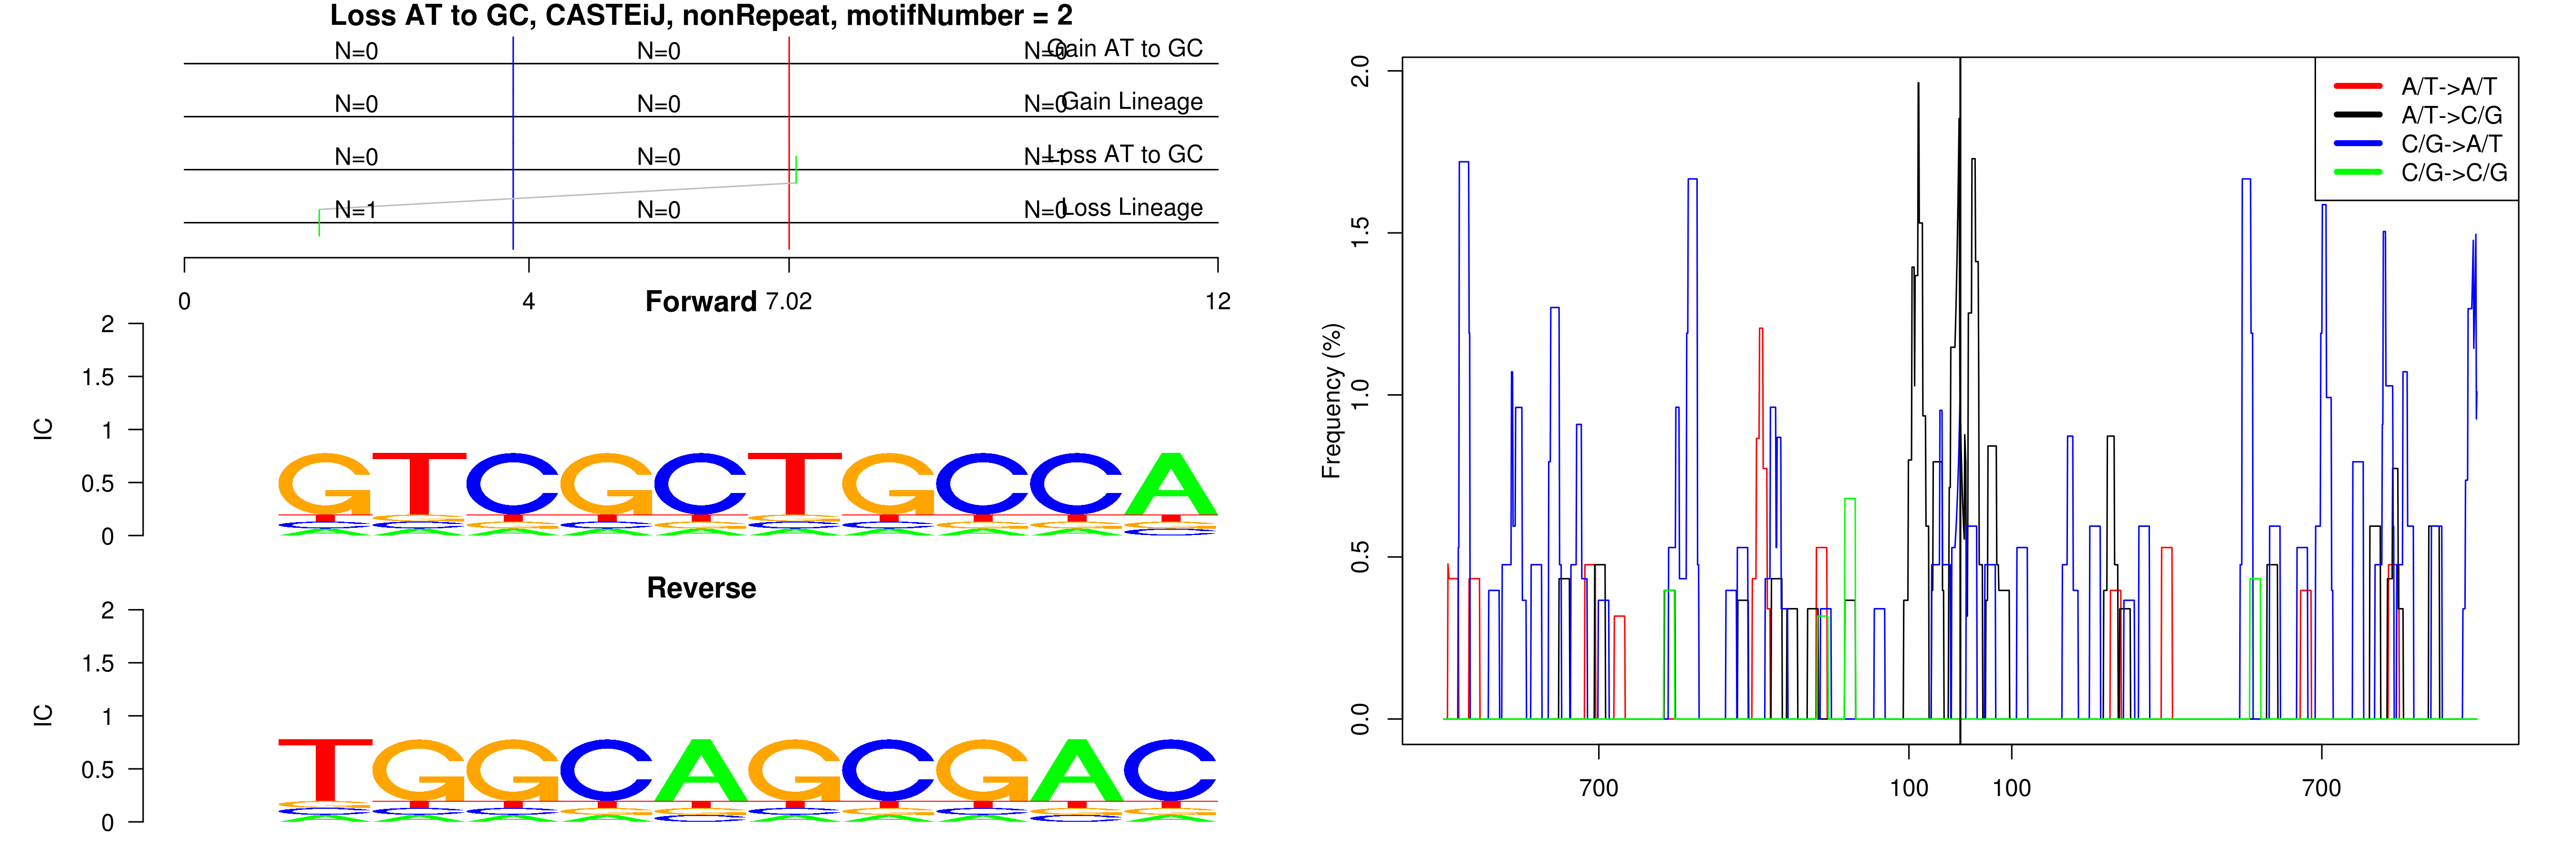 Loss AT to GC, CASTEiJ, nonRepeat, motifNumber = 2
N=0 N=0 N=0 Gain AT to GC
N=0 N=0 N=0 Gain Lineage
N=0 N=0 N=1 Loss AT to GC
N=1 N=0 N=0 Loss Lineage
0 4 7.02 12
Forward
IC
2
1.5
1
0.5
0
GTCGCTGCCA
Reverse
IC
2
1.5
1
0.5
0
TGGCAGCGAC
Frequency (%)
2.0
1.5
1.0
0.5
0.0
700 100 100 700
A/T->A/T
A/T->C/G
C/G->A/T
C/G->C/G